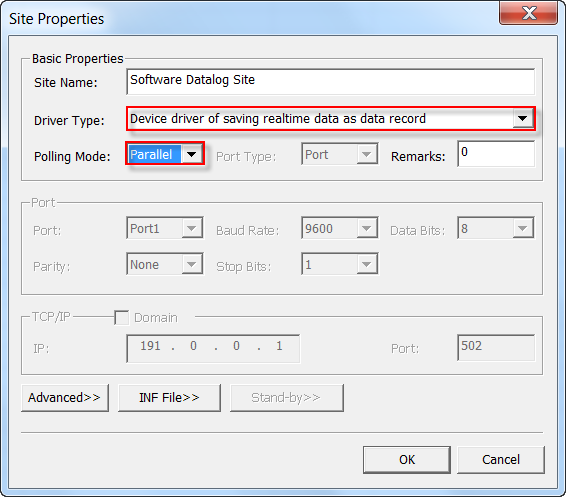 Site Properties
Basic Properties
Site Name: Software Datalog Site
Driver Type: Device driver of saving realtime data as data record
Polling Mode: Parallel Port Type: Port Remarks: 0
Port
Port: Port1 Baud Rate: 9600 Data Bits: 8
Parity: None Stop Bits: 1
TCP/IP Domain
IP: 191 . 0 . 0 . 1 Port: 502
Advanced>> INF File>> Stand-by>>
OK Cancel